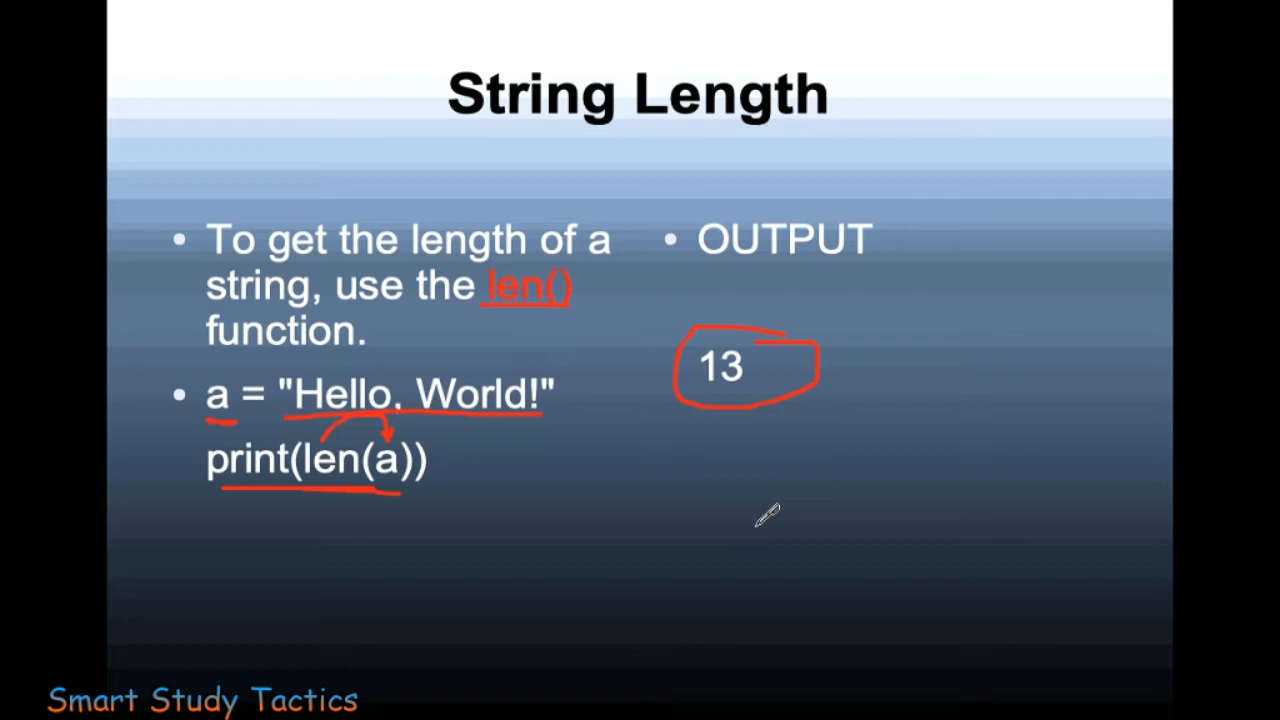 String Length
• To get the length of a
string, use the len()
function.
• a = "Hello, World!"
print(len(a))
• OUTPUT
13
Smart Study Tactics